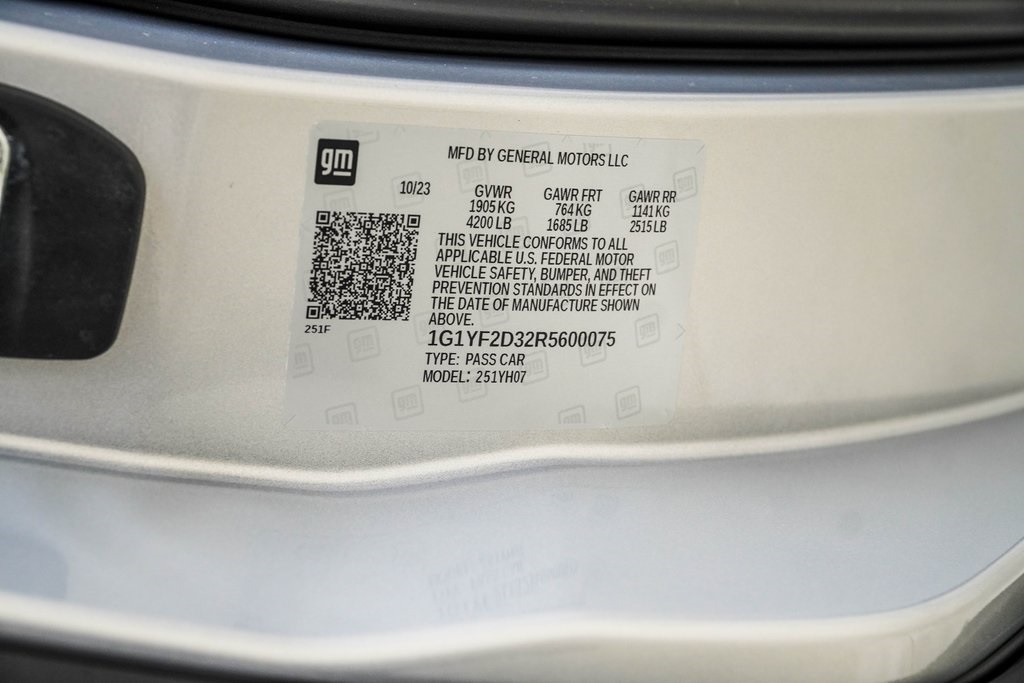 gm
MFD BY GENERAL MOTORS LLC
10/23 GVWR GAWR FRT GAWR RR
1905 KG 764 KG 1141 KG
4200 LB 1685 LB 2515 LB
THIS VEHICLE CONFORMS TO ALL
APPLICABLE U.S. FEDERAL MOTOR
VEHICLE SAFETY, BUMPER, AND THEFT
PREVENTION STANDARDS IN EFFECT ON
THE DATE OF MANUFACTURE SHOWN
ABOVE.
251F
1G1YF2D32R5600075
TYPE: PASS CAR
MODEL: 251YH07